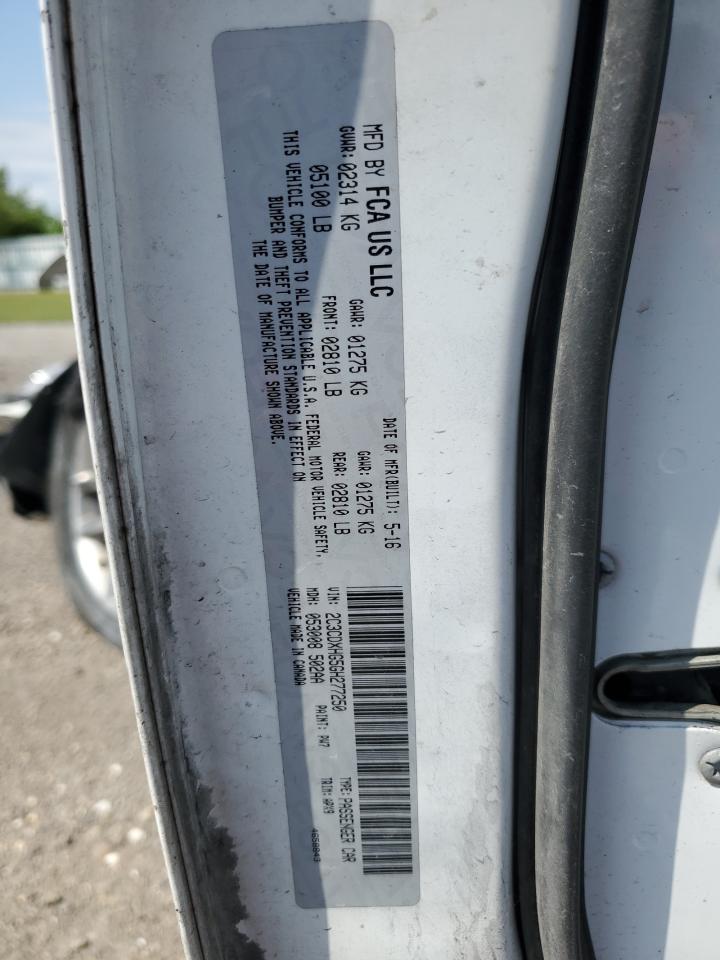 MFD BY FCA US LLC
DATE OF MFR(BUILT): 5-16
GVWR: 02314 KG
GAWR: 01275 KG
GAWR: 01275 KG
05100 LB
FRONT: 02810 LB
REAR: 02810 LB
THIS VEHICLE CONFORMS TO ALL APPLICABLE U.S.A. FEDERAL MOTOR VEHICLE SAFETY,
BUMPER AND THEFT PREVENTION STANDARDS IN EFFECT ON
THE DATE OF MANUFACTURE SHOWN ABOVE.
VIN: 2C3CDXHG5GH277250
TYPE: PASSENGER CAR
MDH: 053008 502AA
PAINT: PW7
TRIM: HPX9
VEHICLE MADE IN CANADA